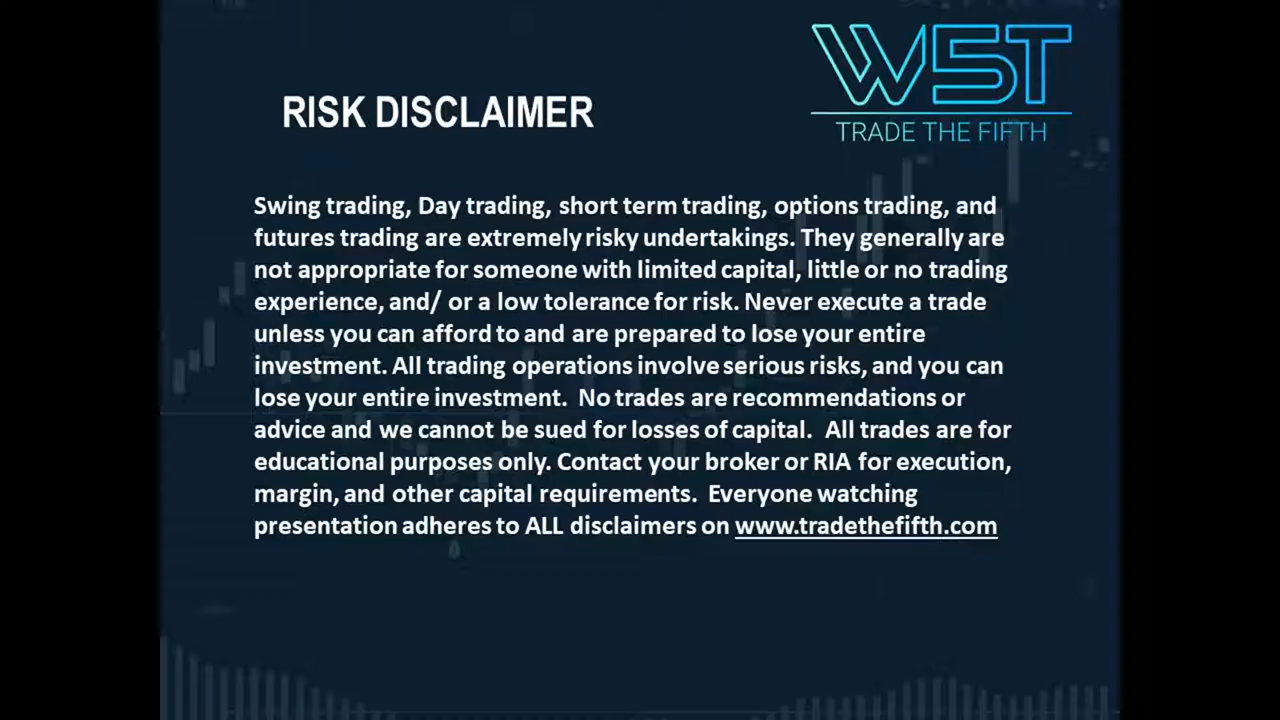 W5T
TRADE THE FIFTH
RISK DISCLAIMER
Swing trading, Day trading, short term trading, options trading, and
futures trading are extremely risky undertakings. They generally are
not appropriate for someone with limited capital, little or no trading
experience, and/ or a low tolerance for risk. Never execute a trade
unless you can afford to and are prepared to lose your entire
investment. All trading operations involve serious risks, and you can
lose your entire investment.  No trades are recommendations or
advice and we cannot be sued for losses of capital.  All trades are for
educational purposes only. Contact your broker or RIA for execution,
margin, and other capital requirements.  Everyone watching
presentation adheres to ALL disclaimers on www.tradethefifth.com